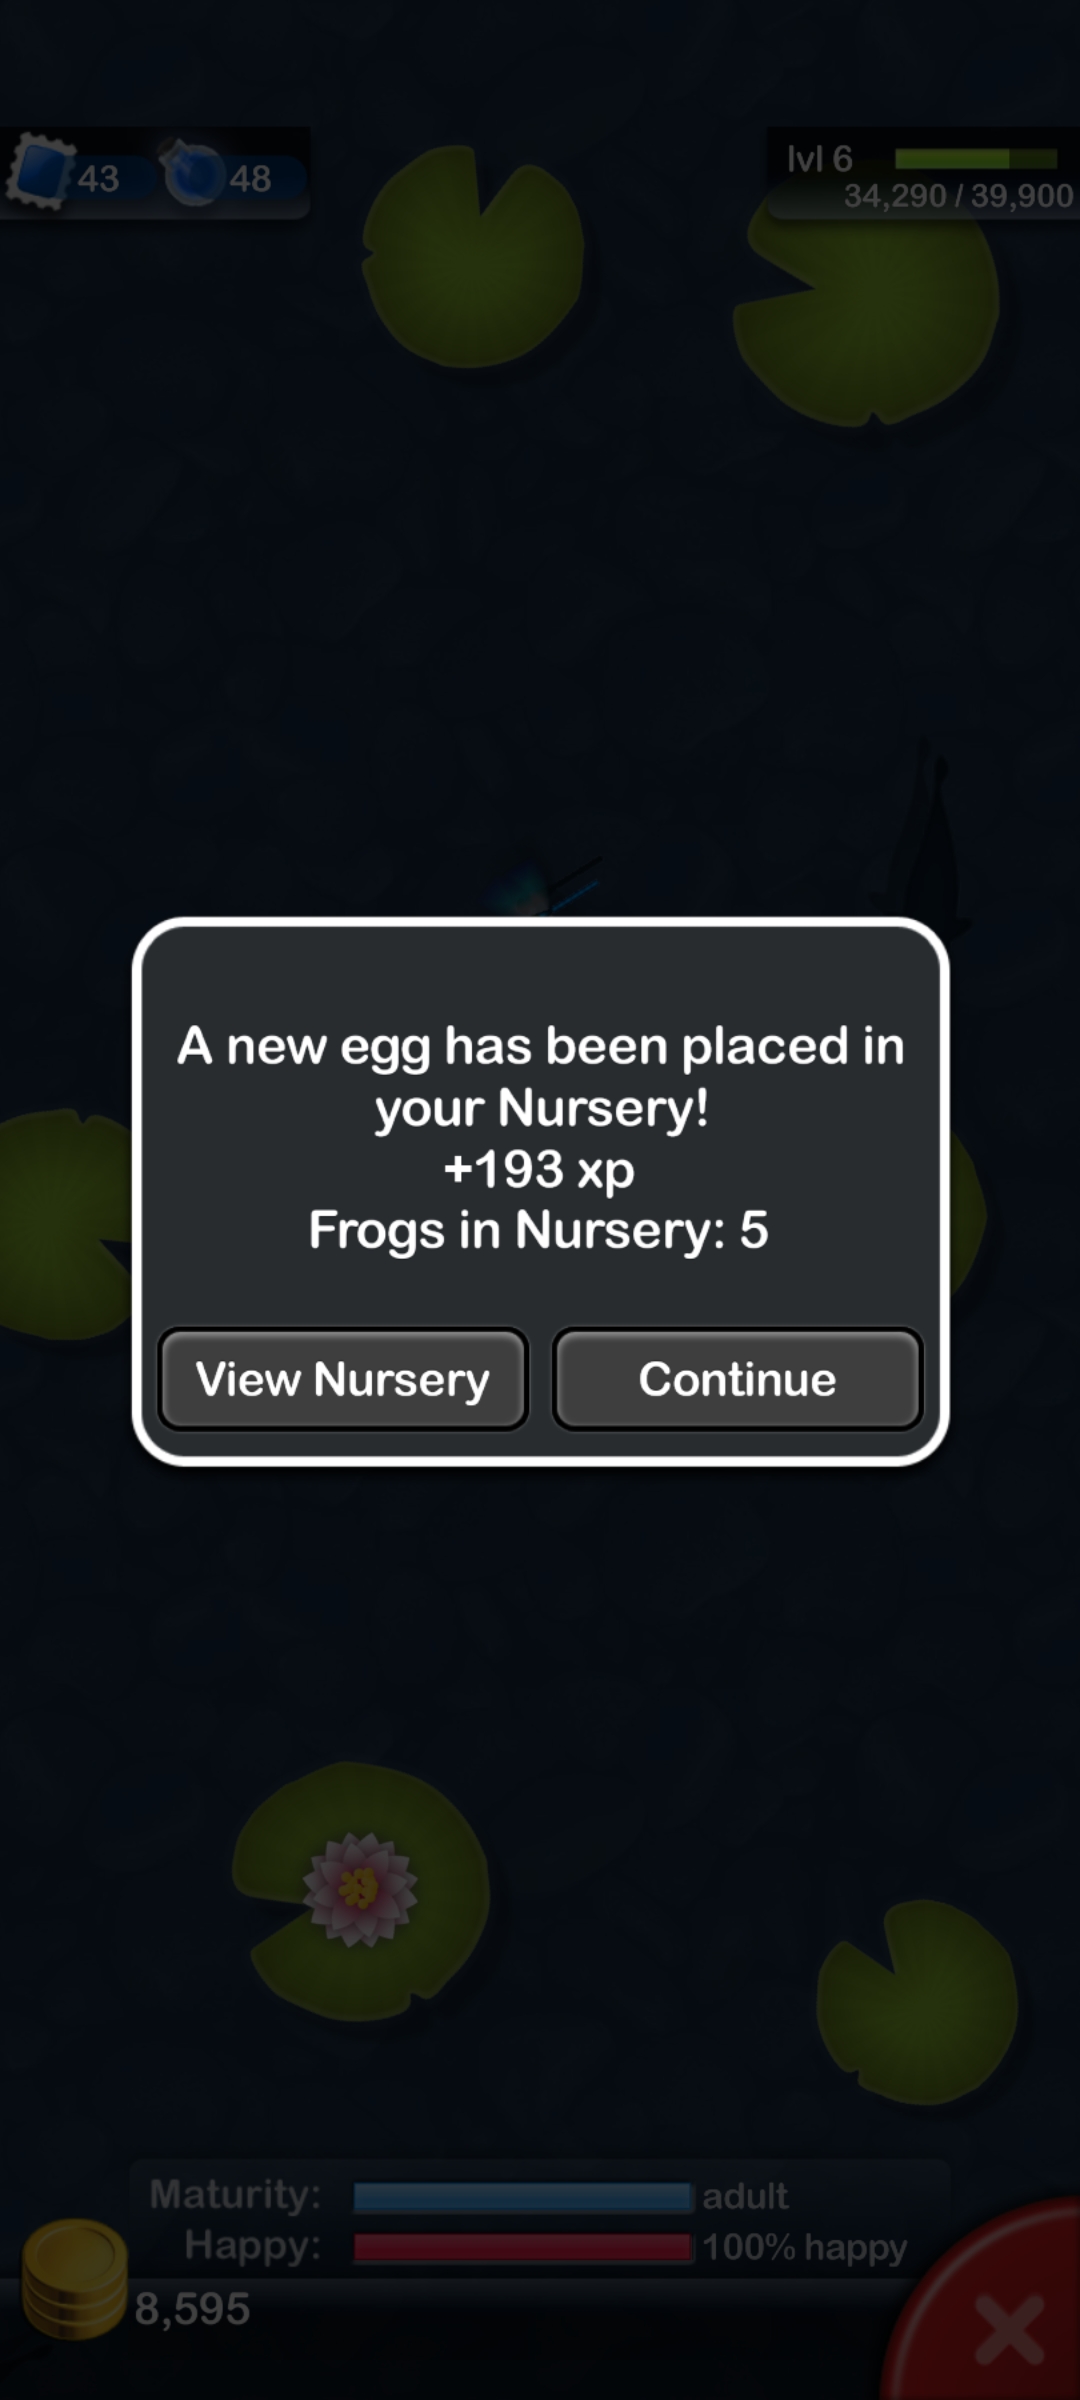 43
48
lvl 6
34,290 / 39,900
A new egg has been placed in
your Nursery!
+193 xp
Frogs in Nursery: 5
View Nursery
Continue
Maturity:
adult
Happy:
100% happy
8,595